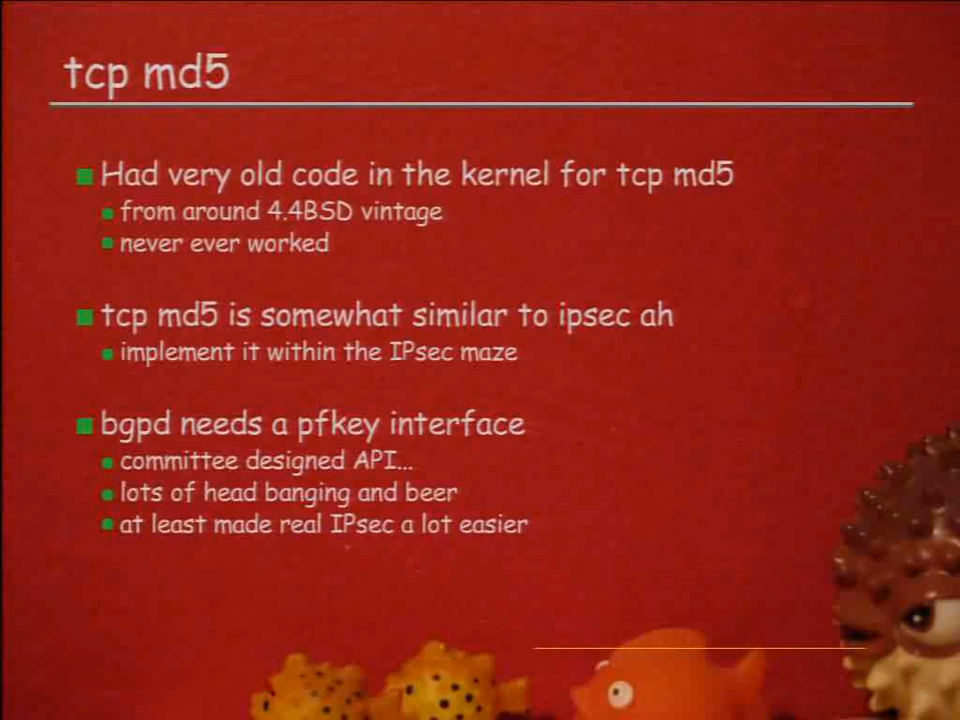 tcp md5
Had very old code in the kernel for tcp md5
from around 4.4BSD vintage
never ever worked
tcp md5 is somewhat similar to ipsec ah
implement it within the IPsec maze
bgpd needs a pfkey interface
committee designed API...
lots of head banging and beer
at least made real IPsec a lot easier